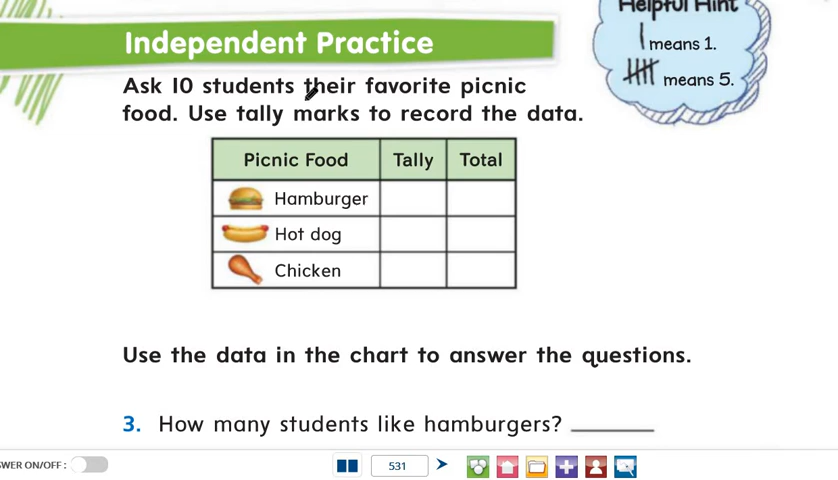 Helpful Hint
means 1.
means 5.
Independent Practice
Ask 10 students their favorite picnic
food. Use tally marks to record the data.
Picnic Food Tally Total
Hamburger
Hot dog
Chicken
Use the data in the chart to answer the questions.
3. How many students like hamburgers?
WER ON/OFF :
531